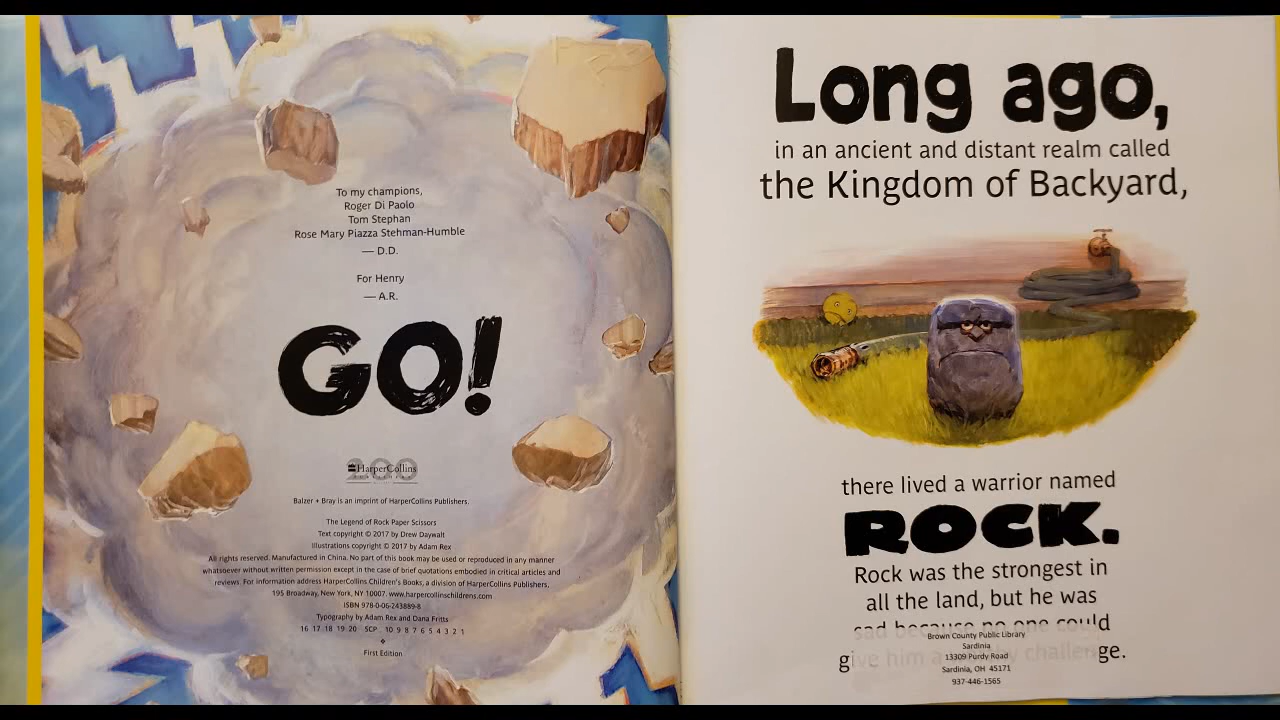 To my champions,
Roger Di Paolo
Tom Stephan
Rose Mary Piazza Stehman-Humble
— D.D.
For Henry
— A.R.
GO!
200
HarperCollins
Balzer + Bray is an imprint of HarperCollins Publishers.
The Legend of Rock Paper Scissors
Text copyright © 2017 by Drew Daywalt
Illustrations copyright © 2017 by Adam Rex
All rights reserved. Manufactured in China. No part of this book may be used or reproduced in any manner
whatsoever without written permission except in the case of brief quotations embodied in critical articles and
reviews. For information address HarperCollins Children's Books, a division of HarperCollins Publishers,
195 Broadway, New York, NY 10007. www.harpercollinschildrens.com
ISBN 978-0-06-243889-8
Typography by Adam Rex and Dana Fritts
16 17 18 19 20 SCP 10 9 8 7 6 5 4 3 2 1
First Edition
Long ago,
in an ancient and distant realm called
the Kingdom of Backyard,
there lived a warrior named
ROCK.
Rock was the strongest in
all the land, but he was
sad because no one could
give him a challenge.
Brown County Public Library
Sardinia
13309 Purdy Road
Sardinia, OH 45171
937-446-1565